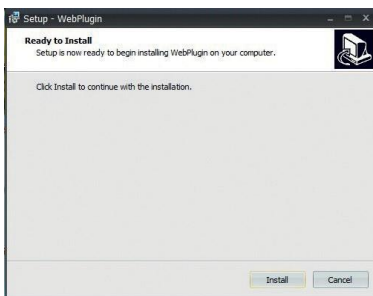 Setup - WebPlugin
Ready to Install
Setup is now ready to begin installing WebPlugin on your computer.
Click Install to continue with the installation.
Install
Cancel